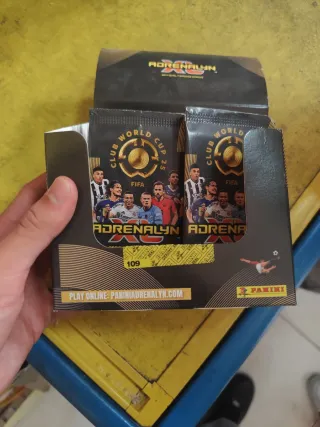 ADRENALYN
XL
CLUB WORLD CUP 25
FIFA
ADRENALYN
XL
CLUB WORLD CUP 25
FIFA
ADRENALYN
109
PLAY ONLINE: PANINIADRENALYN.COM
PANINI